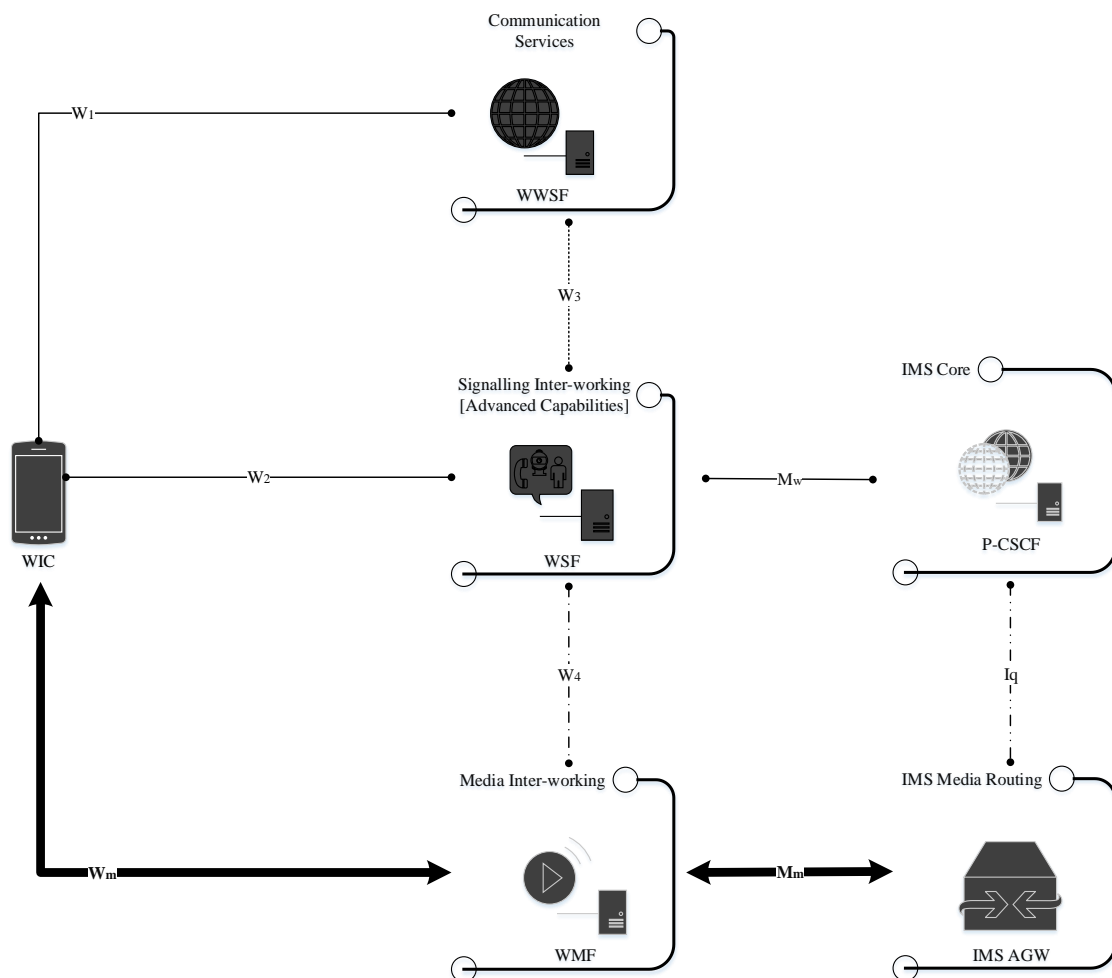 Communication
Services
W1
WWSF
W3
Signalling Inter-working
[Advanced Capabilities]
IMS Core
W2
Mw
WIC
WSF
P-CSCF
W4
Iq
Media Inter-working
IMS Media Routing
Wm
Mm
WMF
IMS AGW